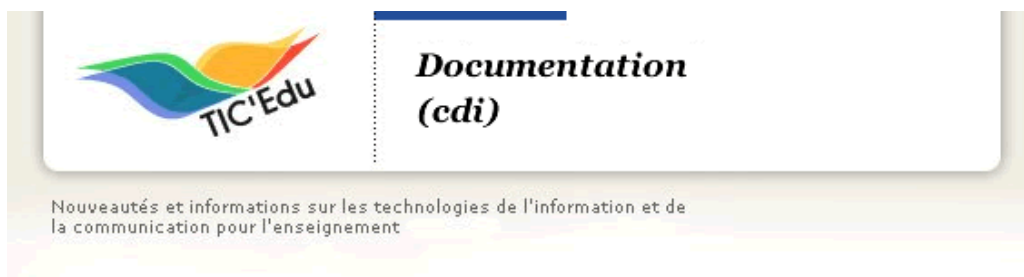 TIC'Edu
Documentation
(cdi)
Nouveautés et informations sur les technologies de l'information et de
la communication pour l'enseignement